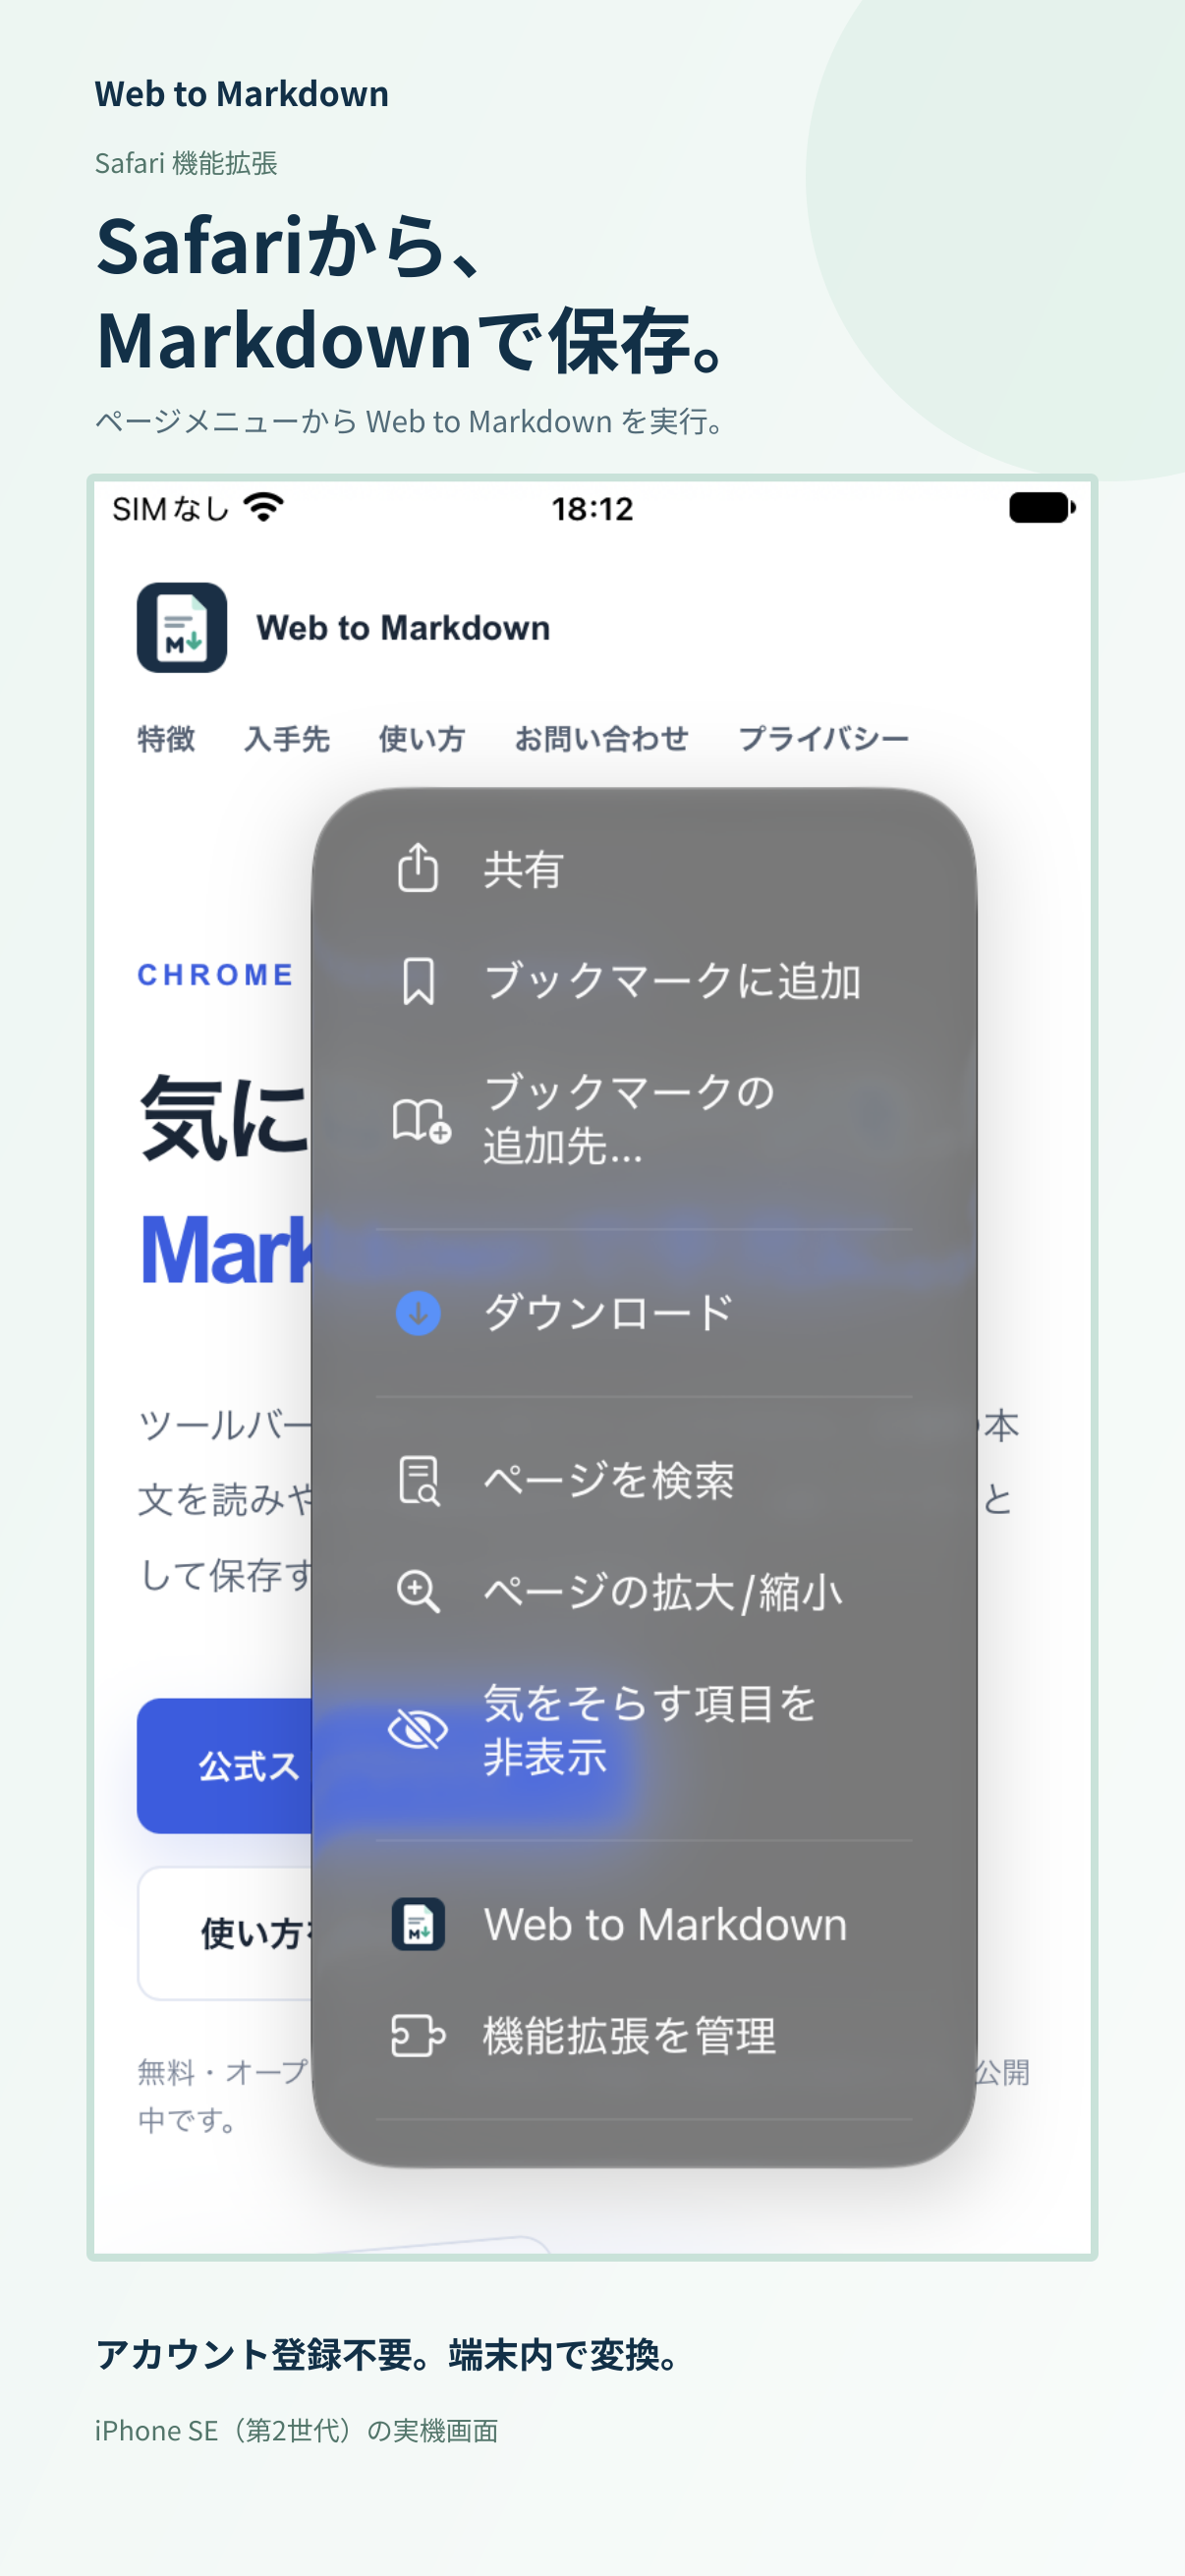 Web to Markdown
Safari 機能拡張
Safariから、
Markdownで保存。
ページメニューから Web to Markdown を実行。
SIMなし
18:12
M
Web to Markdown
特徴 入手先 使い方 お問い合わせ プライバシー
共有
CHROME
ブックマークに追加
気に
ブックマークの
追加先...
Mark
ダウンロード
ツールバー
本
ページを検索
文を読みや
と
ページの拡大/縮小
して保存す
気をそらす項目を
非表示
公式ス
M
Web to Markdown
使い方を
機能拡張を管理
無料・オープ
公開
中です。
アカウント登録不要。端末内で変換。
iPhone SE（第2世代）の実機画面